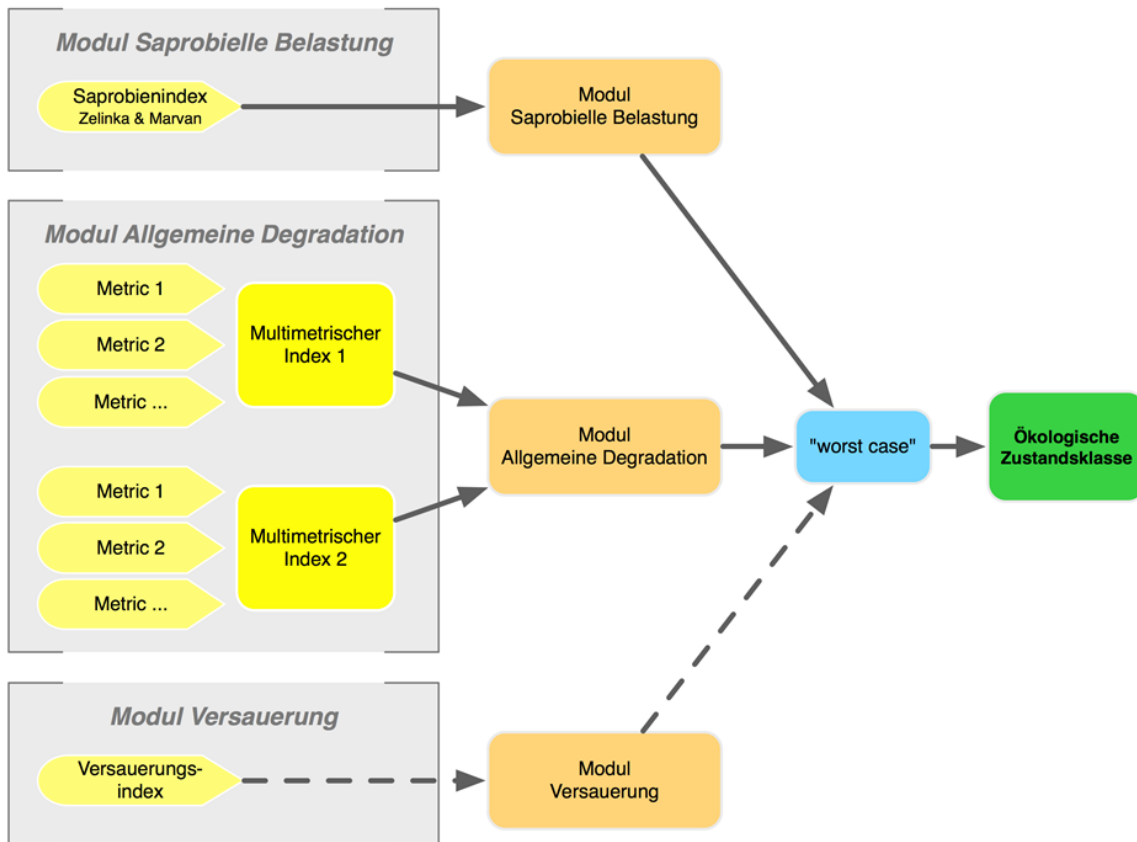 Modul Saprobielle Belastung
Saprobienindex
Zelinka & Marvan
Modul
Saprobielle Belastung
Modul Allgemeine Degradation
Metric 1
Metric 2
Metric ...
Multimetrischer
Index 1
Metric 1
Metric 2
Metric ...
Multimetrischer
Index 2
Modul
Allgemeine Degradation
"worst case"
Ökologische
Zustandsklasse
Modul Versauerung
Versauerungs-
index
Modul
Versauerung